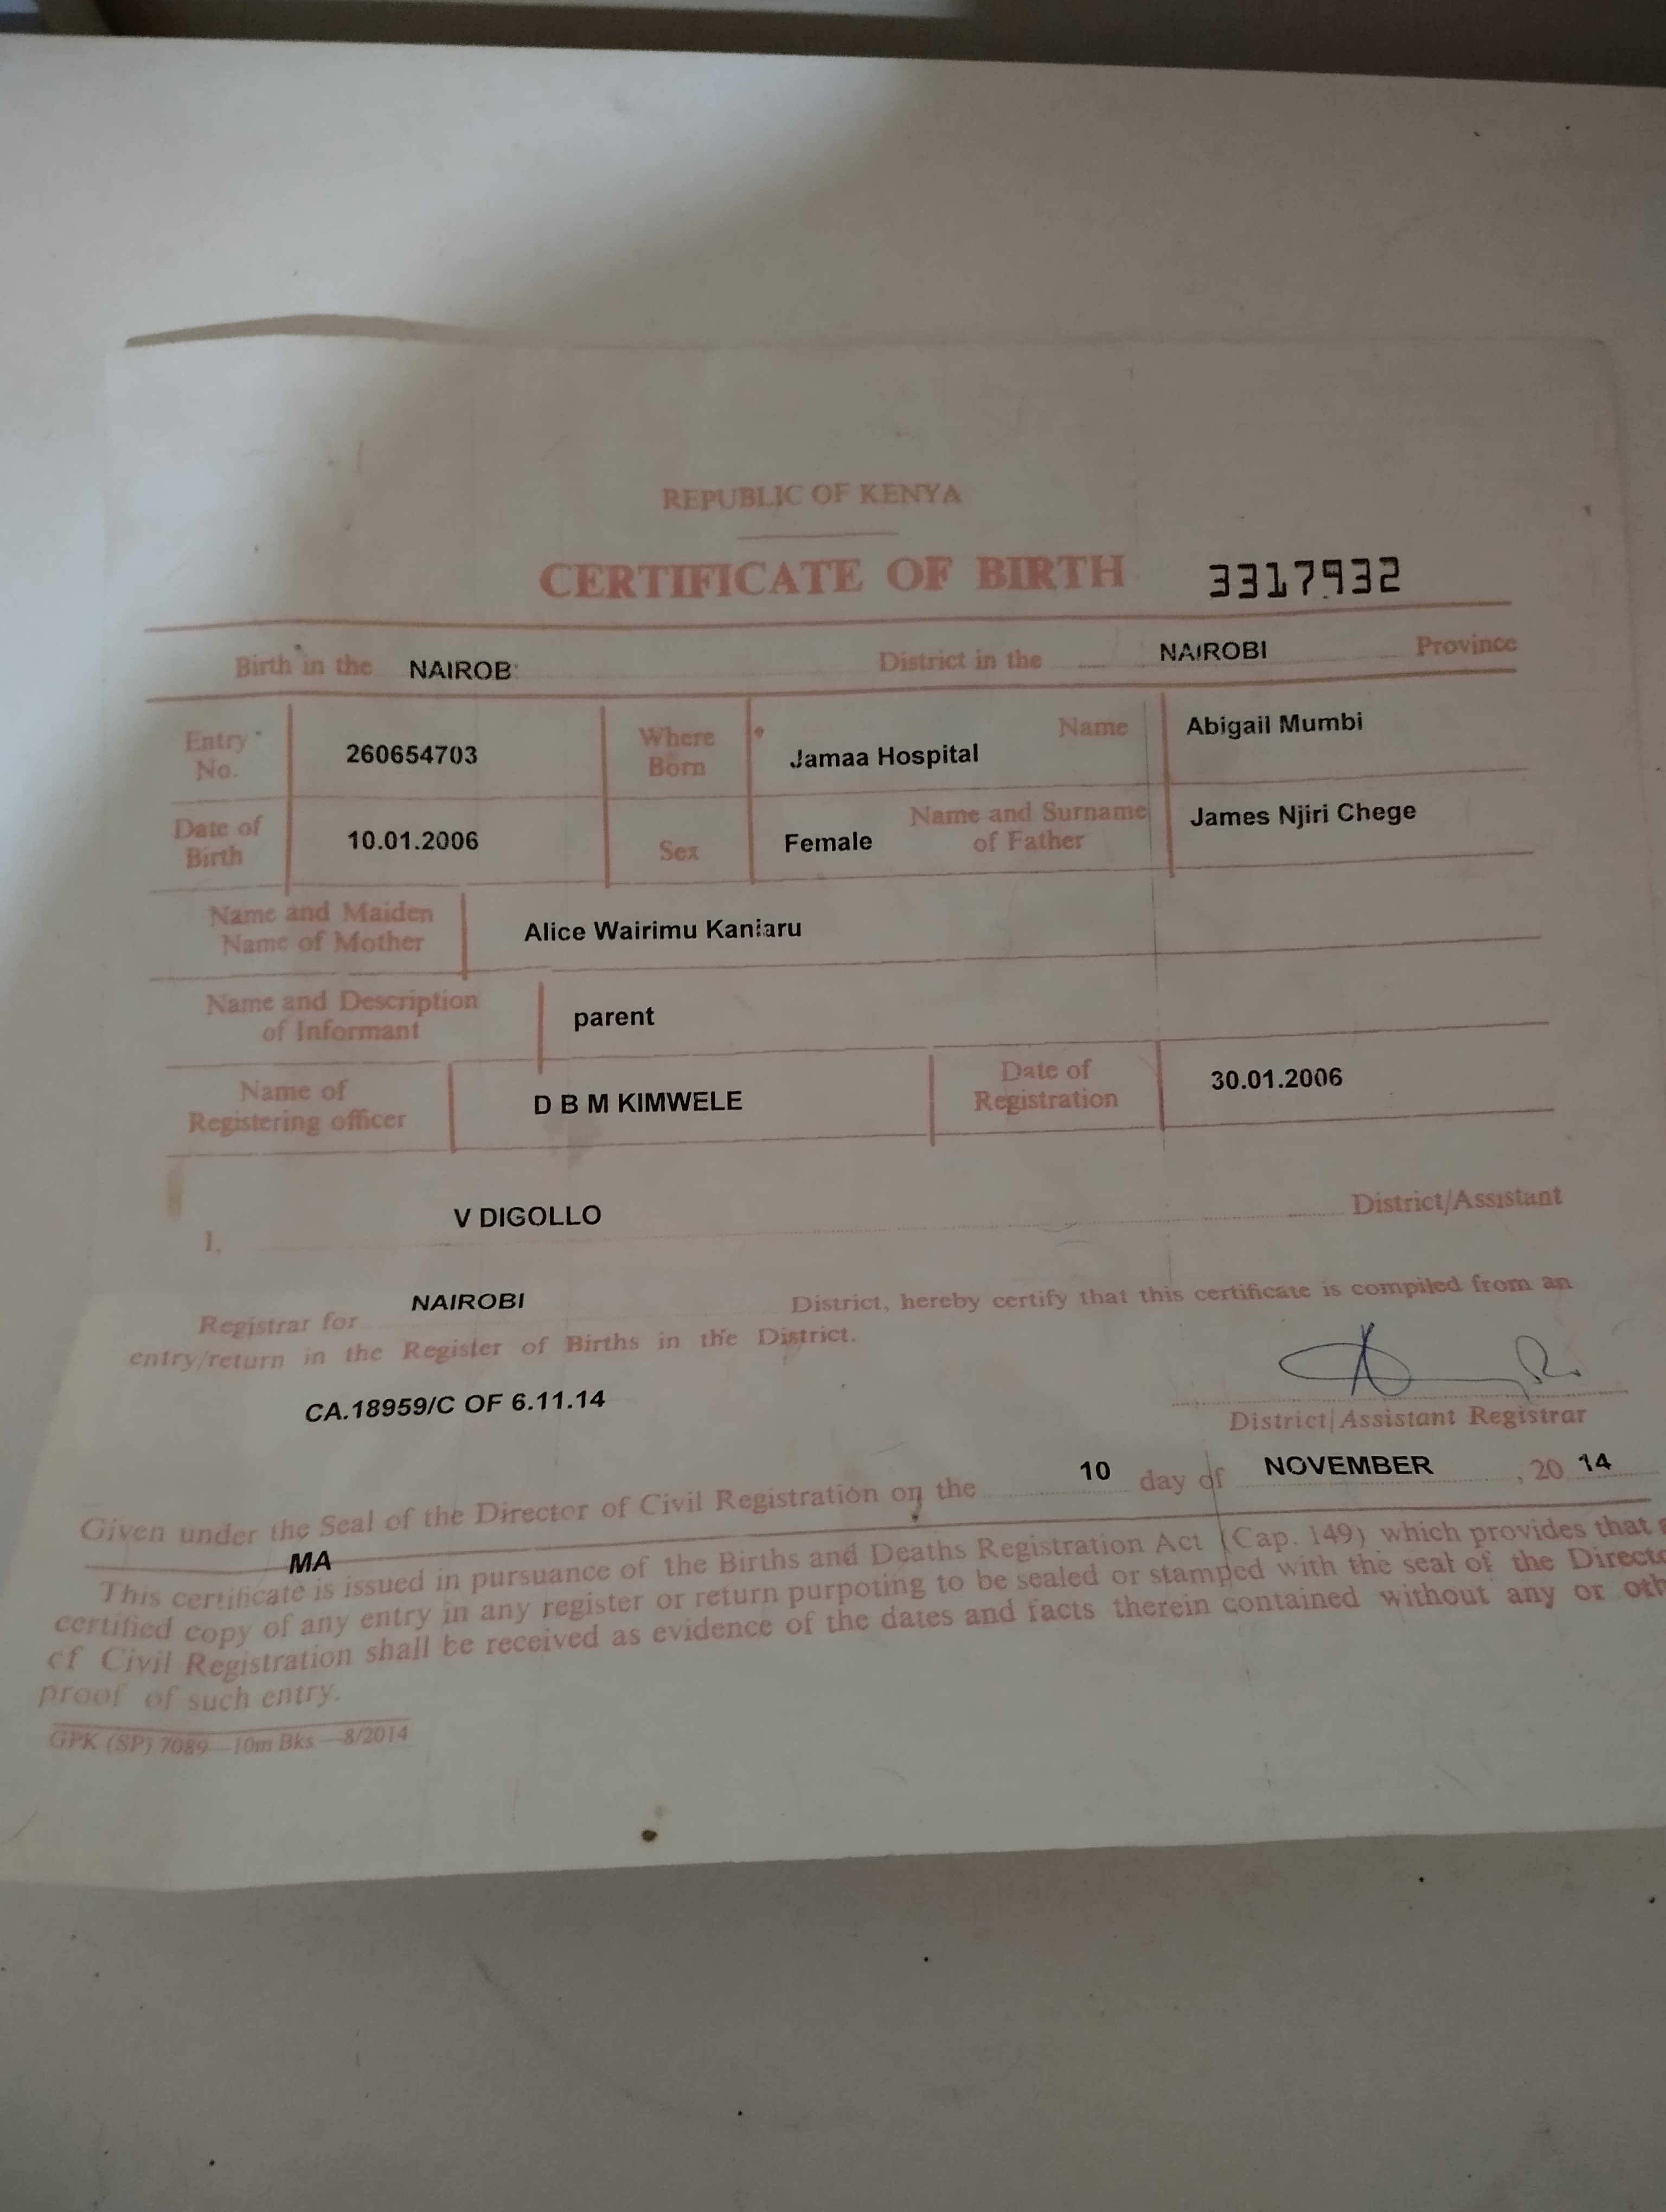 REPUBLIC OF KENYA
CERTIFICATE OF BIRTH 3317932
Birth in the NAIROB District in the NAIROBI Province
Entry No. 260654703 Where Born Jamaa Hospital Name Abigail Mumbi
Date of Birth 10.01.2006 Sex Female Name and Surname of Father James Njiri Chege
Name and Maiden Name of Mother Alice Wairimu Kaniaru
Name and Description of Informant parent
Name of Registering officer D B M KIMWELE Date of Registration 30.01.2006
I, V DIGOLLO District/Assistant
Registrar for NAIROBI District, hereby certify that this certificate is compiled from an
entry/return in the Register of Births in the District.
CA.18959/C OF 6.11.14
District/Assistant Registrar
Given under the Seal of the Director of Civil Registration on the 10 day of NOVEMBER, 20 14
MA
This certificate is issued in pursuance of the Births and Deaths Registration Act (Cap. 149) which provides that
certified copy of any entry in any register or return purpoting to be sealed or stamped with the seal of the Directo
of Civil Registration shall be received as evidence of the dates and facts therein contained without any or oth
proof of such entry.
GPK (SP) 7089—10m Bks—8/2014